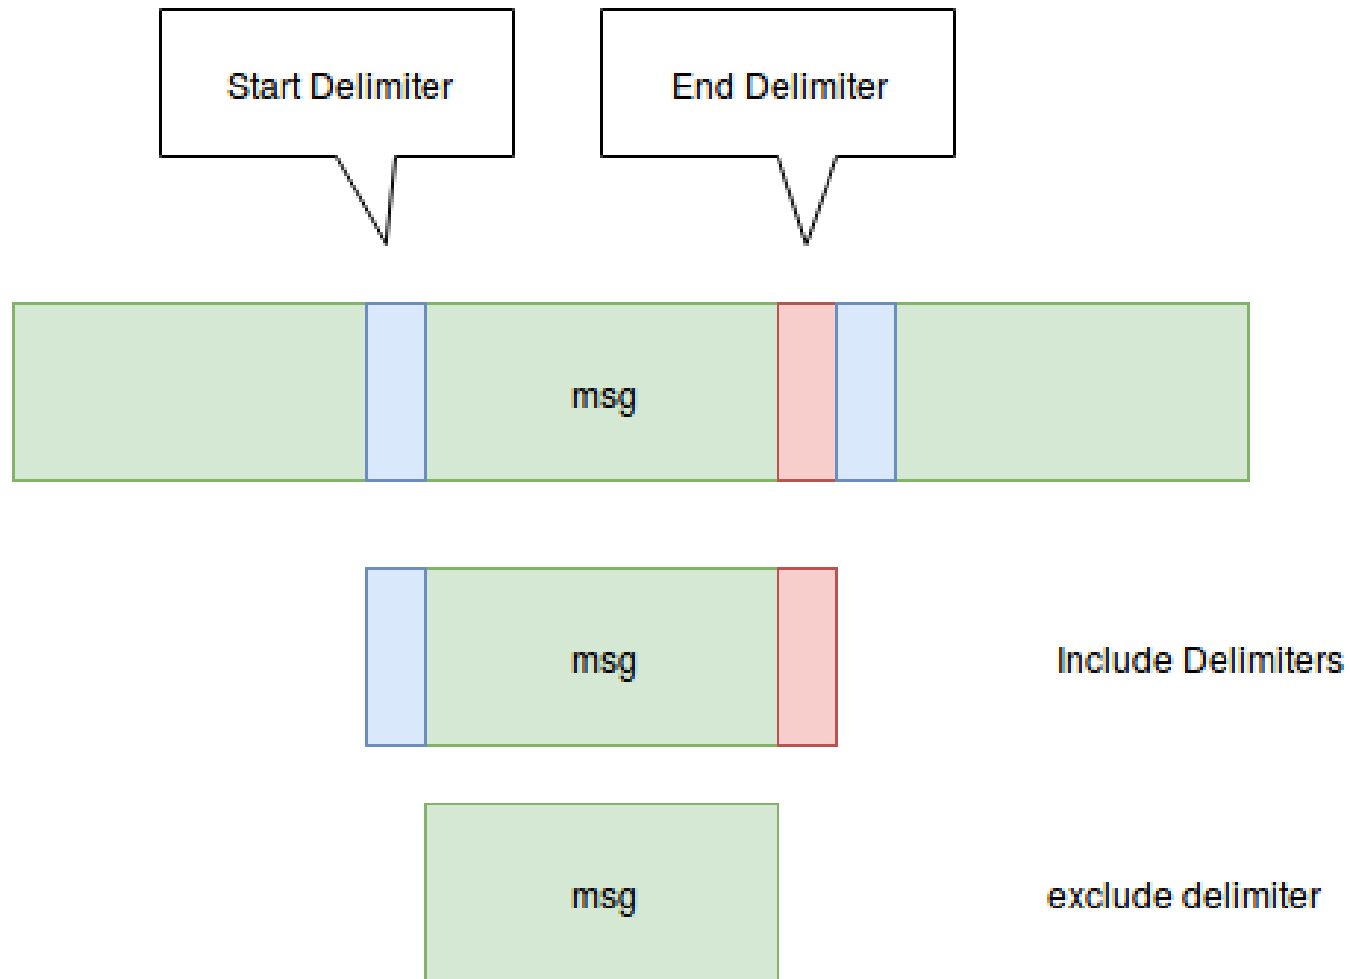 Start Delimiter
End Delimiter
msg
msg
Include Delimiters
msg
exclude delimiter